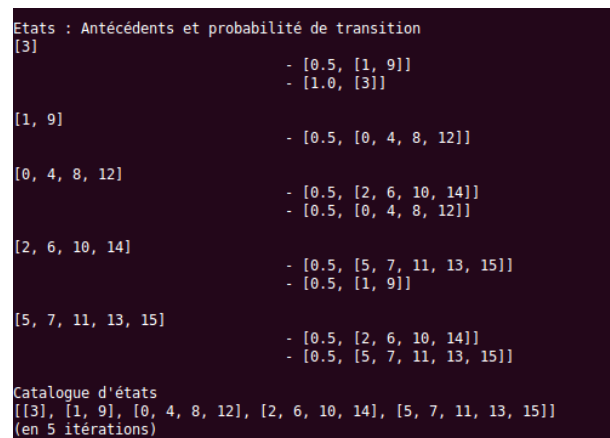 Etats : Antécédents et probabilité de transition
[3]
- [0.5, [1, 9]]
- [1.0, [3]]
[1, 9]
- [0.5, [0, 4, 8, 12]]
[0, 4, 8, 12]
- [0.5, [2, 6, 10, 14]]
- [0.5, [0, 4, 8, 12]]
[2, 6, 10, 14]
- [0.5, [5, 7, 11, 13, 15]]
- [0.5, [1, 9]]
[5, 7, 11, 13, 15]
- [0.5, [2, 6, 10, 14]]
- [0.5, [5, 7, 11, 13, 15]]
Catalogue d'états
[[3], [1, 9], [0, 4, 8, 12], [2, 6, 10, 14], [5, 7, 11, 13, 15]]
(en 5 itérations)